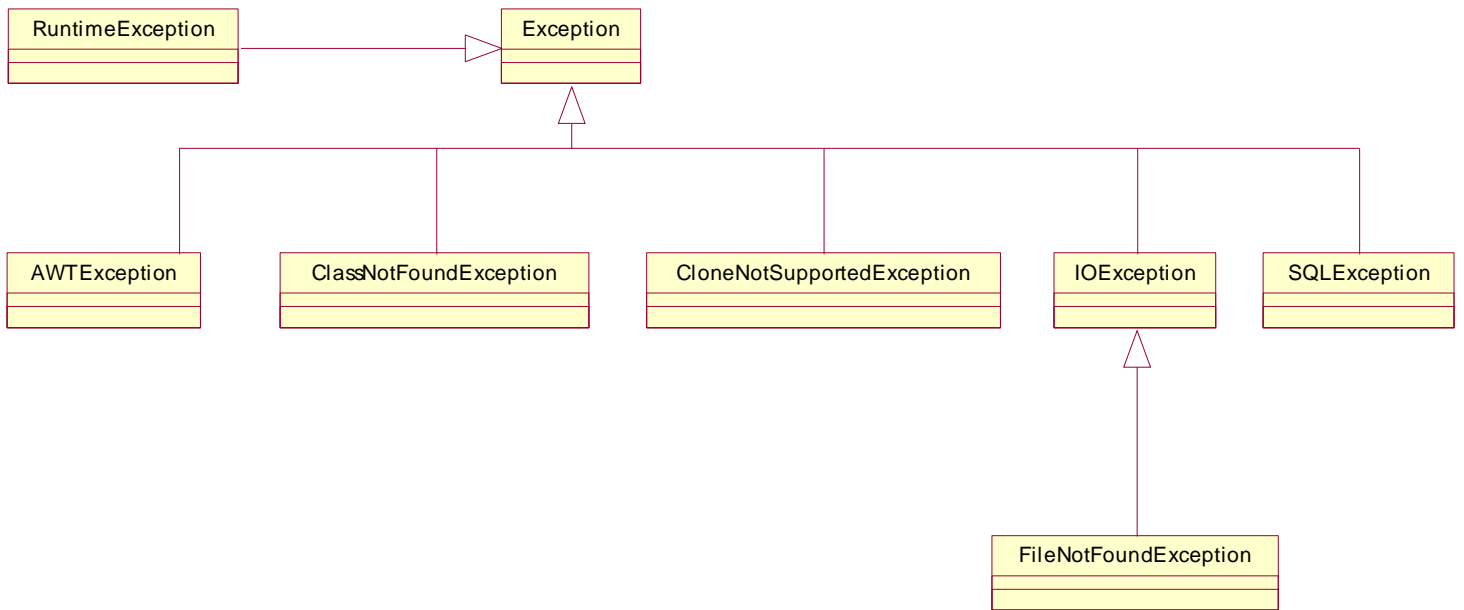 RuntimeException
Exception
AWTException
ClassNotFoundException
CloneNotSupportedException
IOException
SQLException
FileNotFoundException